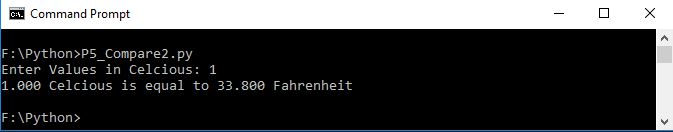 Command Prompt
F:\Python>P5_Compare2.py
Enter Values in Celcious: 1
1.000 Celcious is equal to 33.800 Fahrenheit
F:\Python>